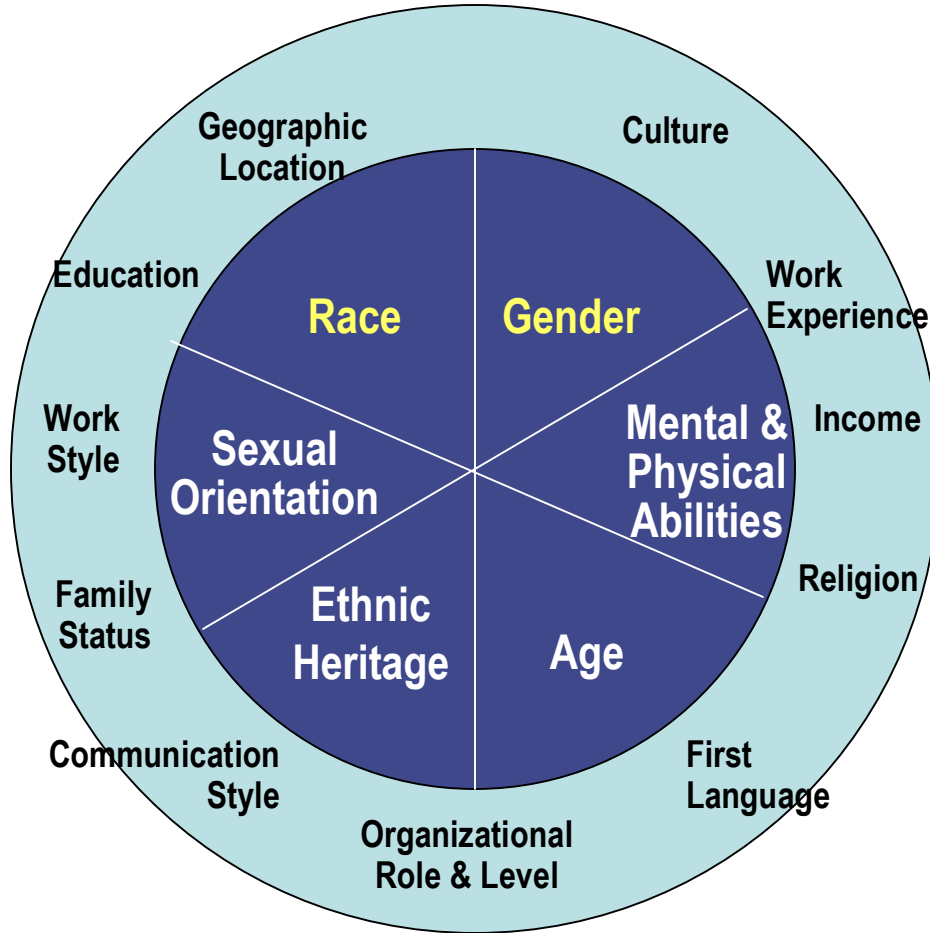 Geographic
Location
Culture
Education
Work
Experience
Race
Gender
Work
Style
Sexual
Orientation
Mental &
Physical
Abilities
Income
Family
Status
Ethnic
Heritage
Age
Religion
Communication
Style
First
Language
Organizational
Role & Level